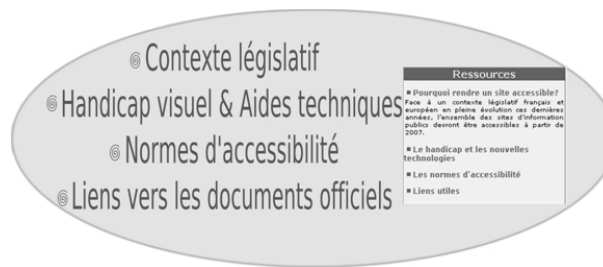 Contexte législatif
Handicap visuel & Aides techniques
Normes d'accessibilité
Liens vers les documents officiels
Ressources
Pourquoi rendre un site accessible?
Face à un contexte législatif français et
européen en pleine évolution ces dernières
années, l'ensemble des sites d'information
publics devront être accessibles à partir de
2007.
Le handicap et les nouvelles
technologies
Les normes d'accessibilité
Liens utiles